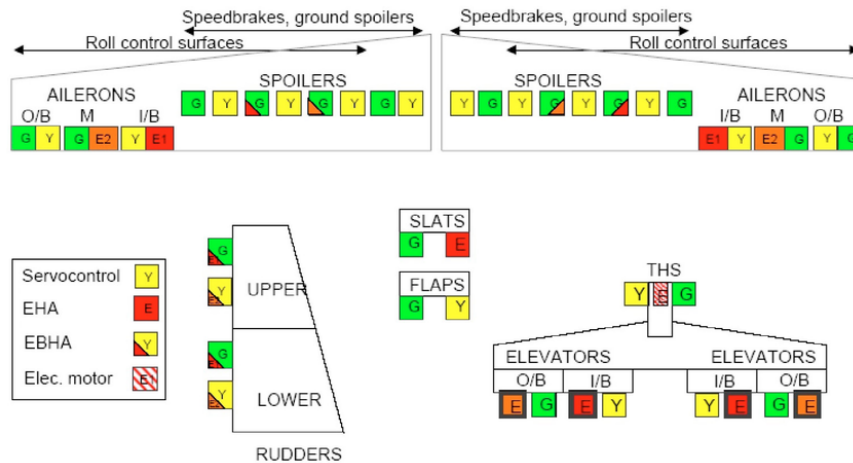 Speedbrakes, ground spoilers Speedbrakes, ground spoilers
Roll control surfaces Roll control surfaces
SPOILERS SPOILERS
AILERONS AILERONS
G Y G Y G Y G Y Y G Y G Y G Y G
O/B M I/B I/B M O/B
G Y G E2 Y E1 E1 Y E2 G Y G
SLATS
G E
G
E
THS
Servocontrol Y
FLAPS
Y E G
Y
UPPER
EHA E
G Y
EBHA Y
G
ELEVATORS ELEVATORS
Elec. motor E
O/B I/B I/B O/B
Y
LOWER
E G E Y Y E G E
RUDDERS